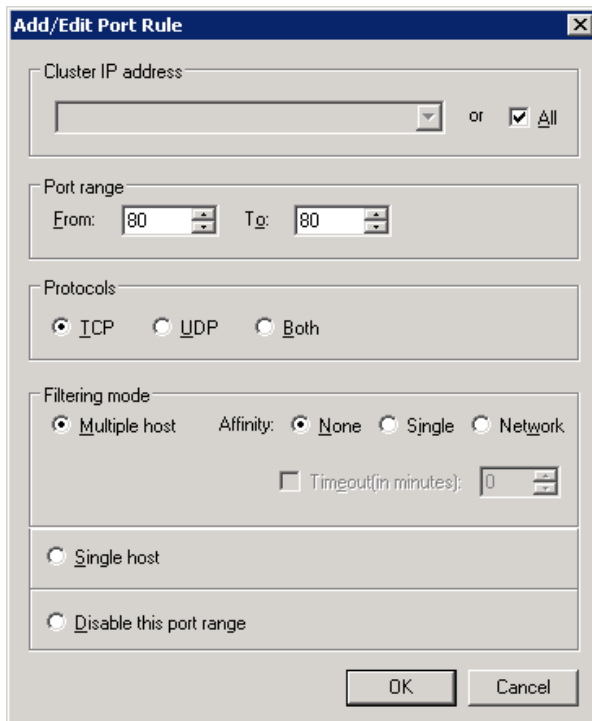 Add/Edit Port Rule
Cluster IP address
or All
Port range
From: 80 To: 80
Protocols
TCP UDP Both
Filtering mode
Multiple host Affinity: None Single Network
Timeout(in minutes): 0
Single host
Disable this port range
OK Cancel